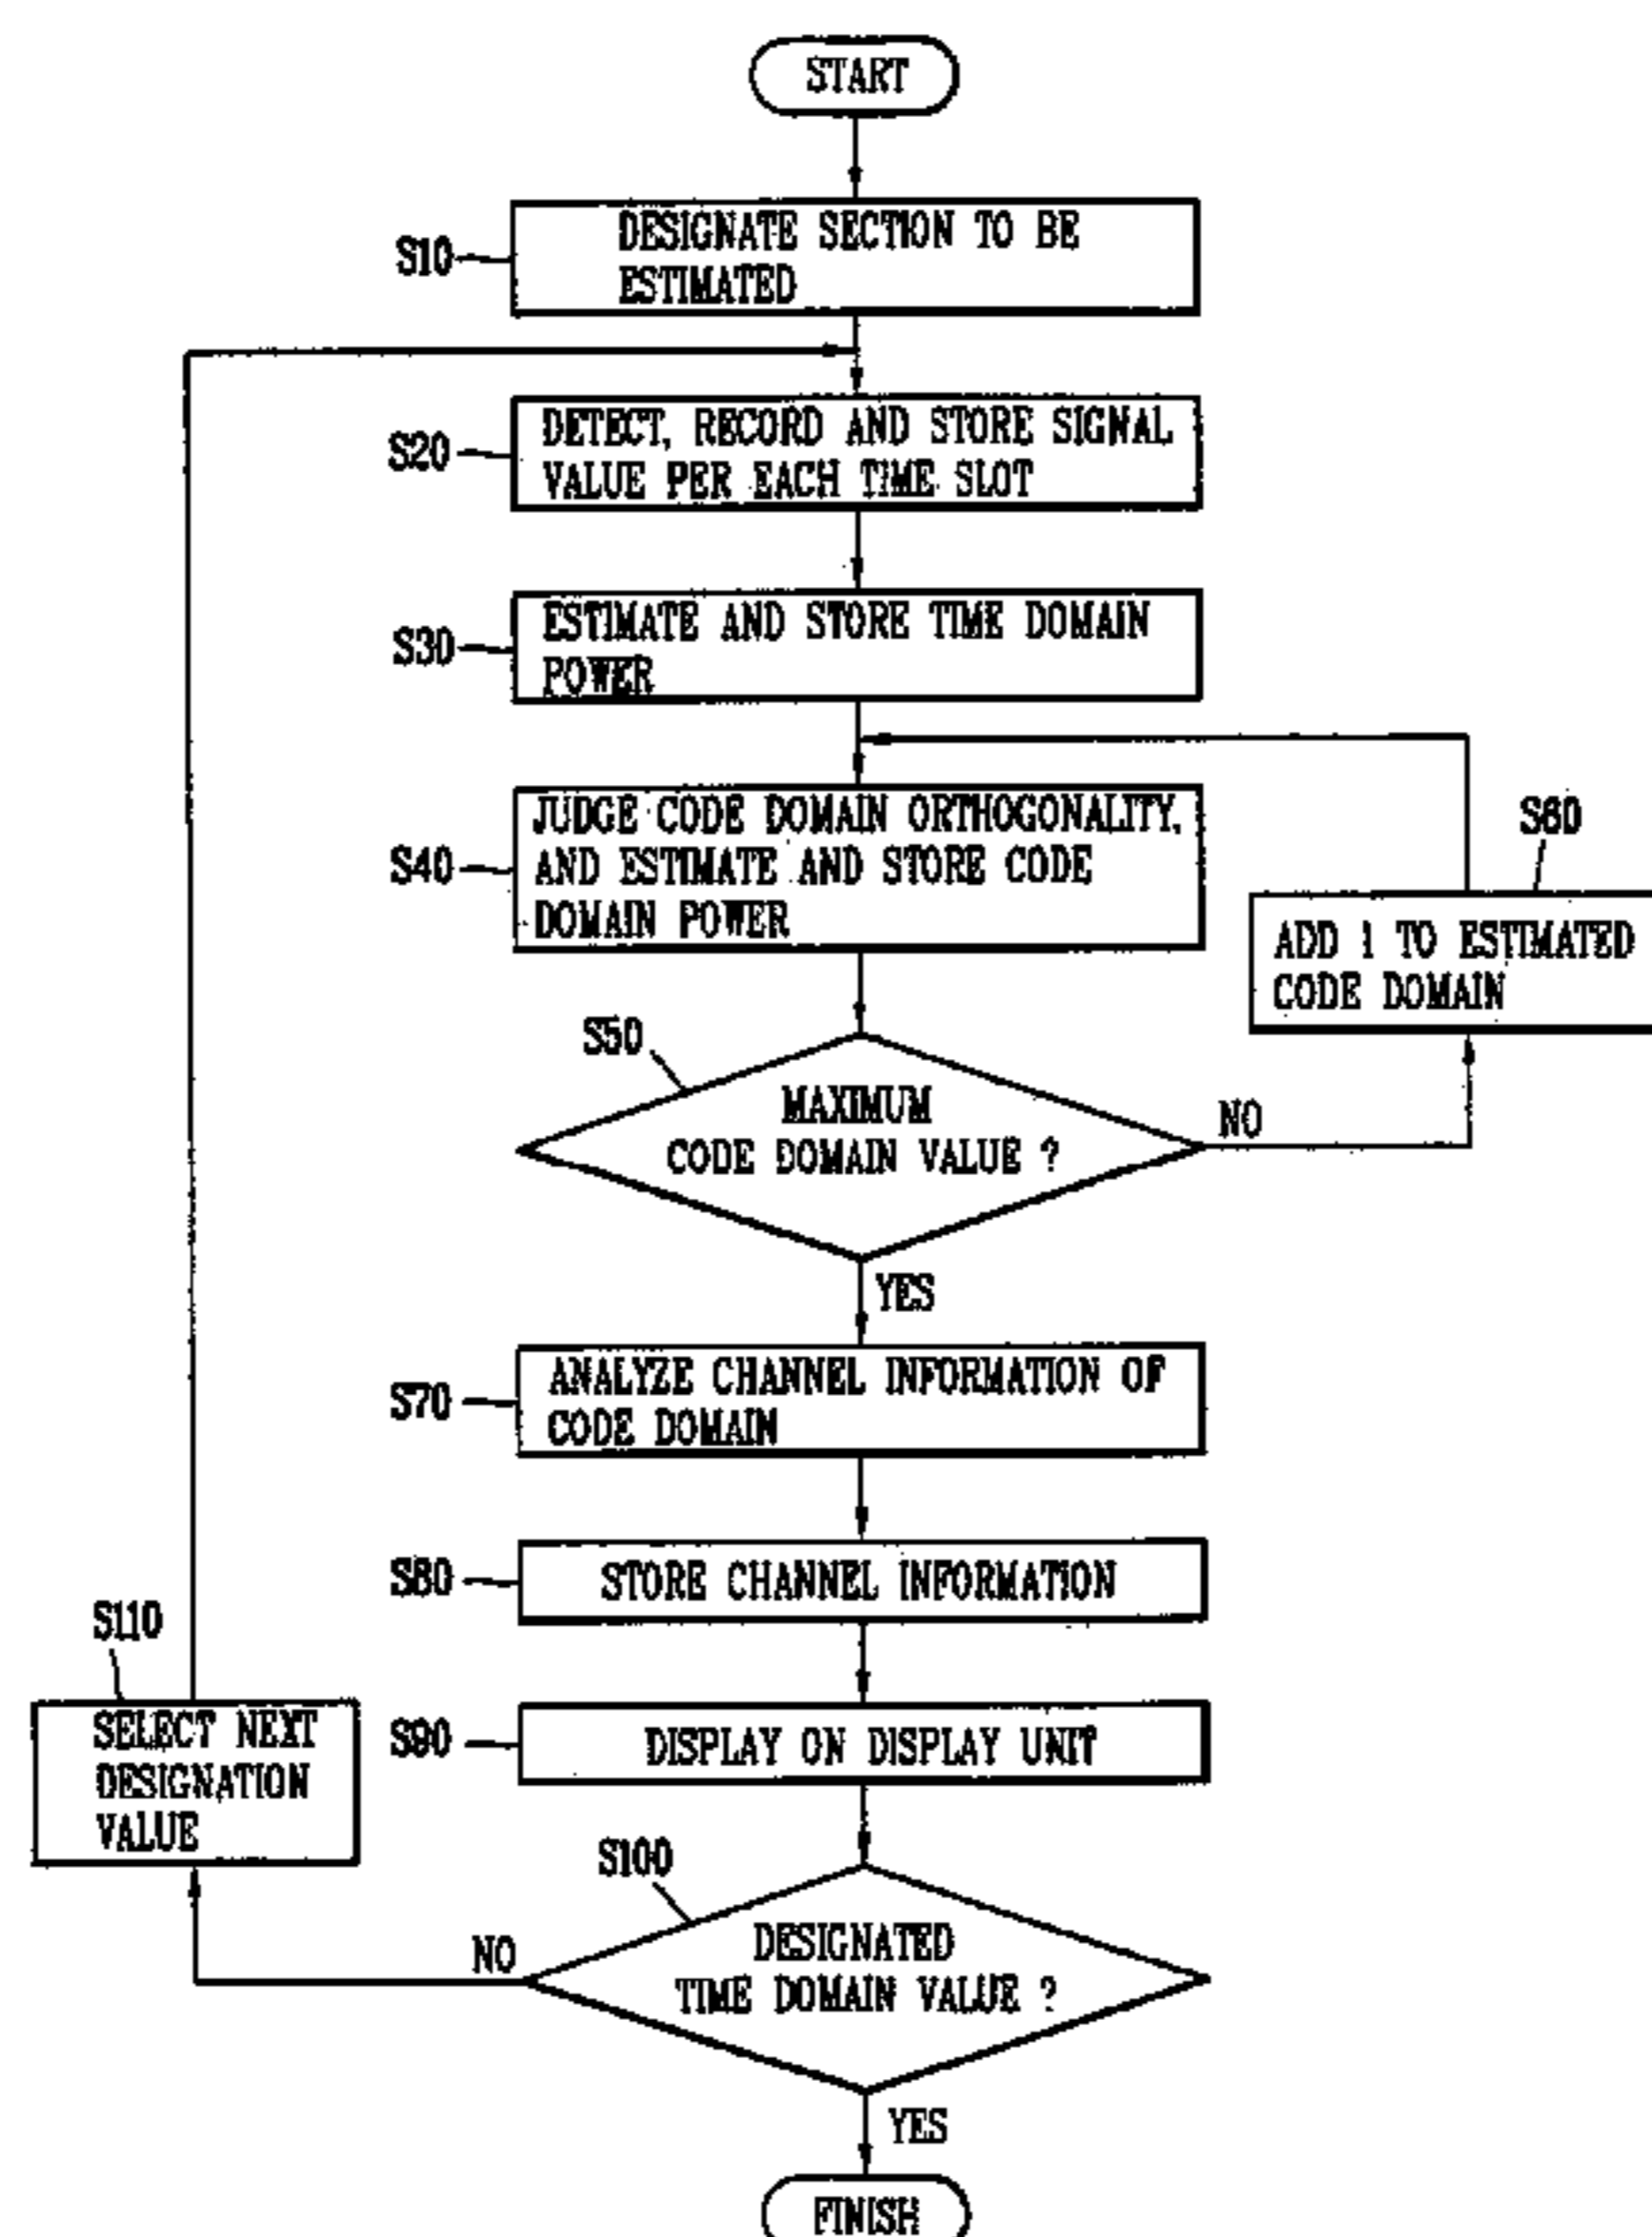 START
S10
DESIGNATE SECTION TO BE
ESTIMATED
S20
DETECT, RECORD AND STORE SIGNAL
VALUE PER EACH TIME SLOT
S30
ESTIMATE AND STORE TIME DOMAIN
POWER
S40
JUDGE CODE DOMAIN ORTHOGONALITY,
AND ESTIMATE AND STORE CODE
DOMAIN POWER
S60
ADD 1 TO ESTIMATED
CODE DOMAIN
S50
MAXIMUM
CODE DOMAIN VALUE ?
NO
YES
S70
ANALYZE CHANNEL INFORMATION OF
CODE DOMAIN
S80
STORE CHANNEL INFORMATION
S110
SELECT NEXT
DESIGNATION
VALUE
S90
DISPLAY ON DISPLAY UNIT
S100
DESIGNATED
TIME DOMAIN VALUE ?
NO
YES
FINISH